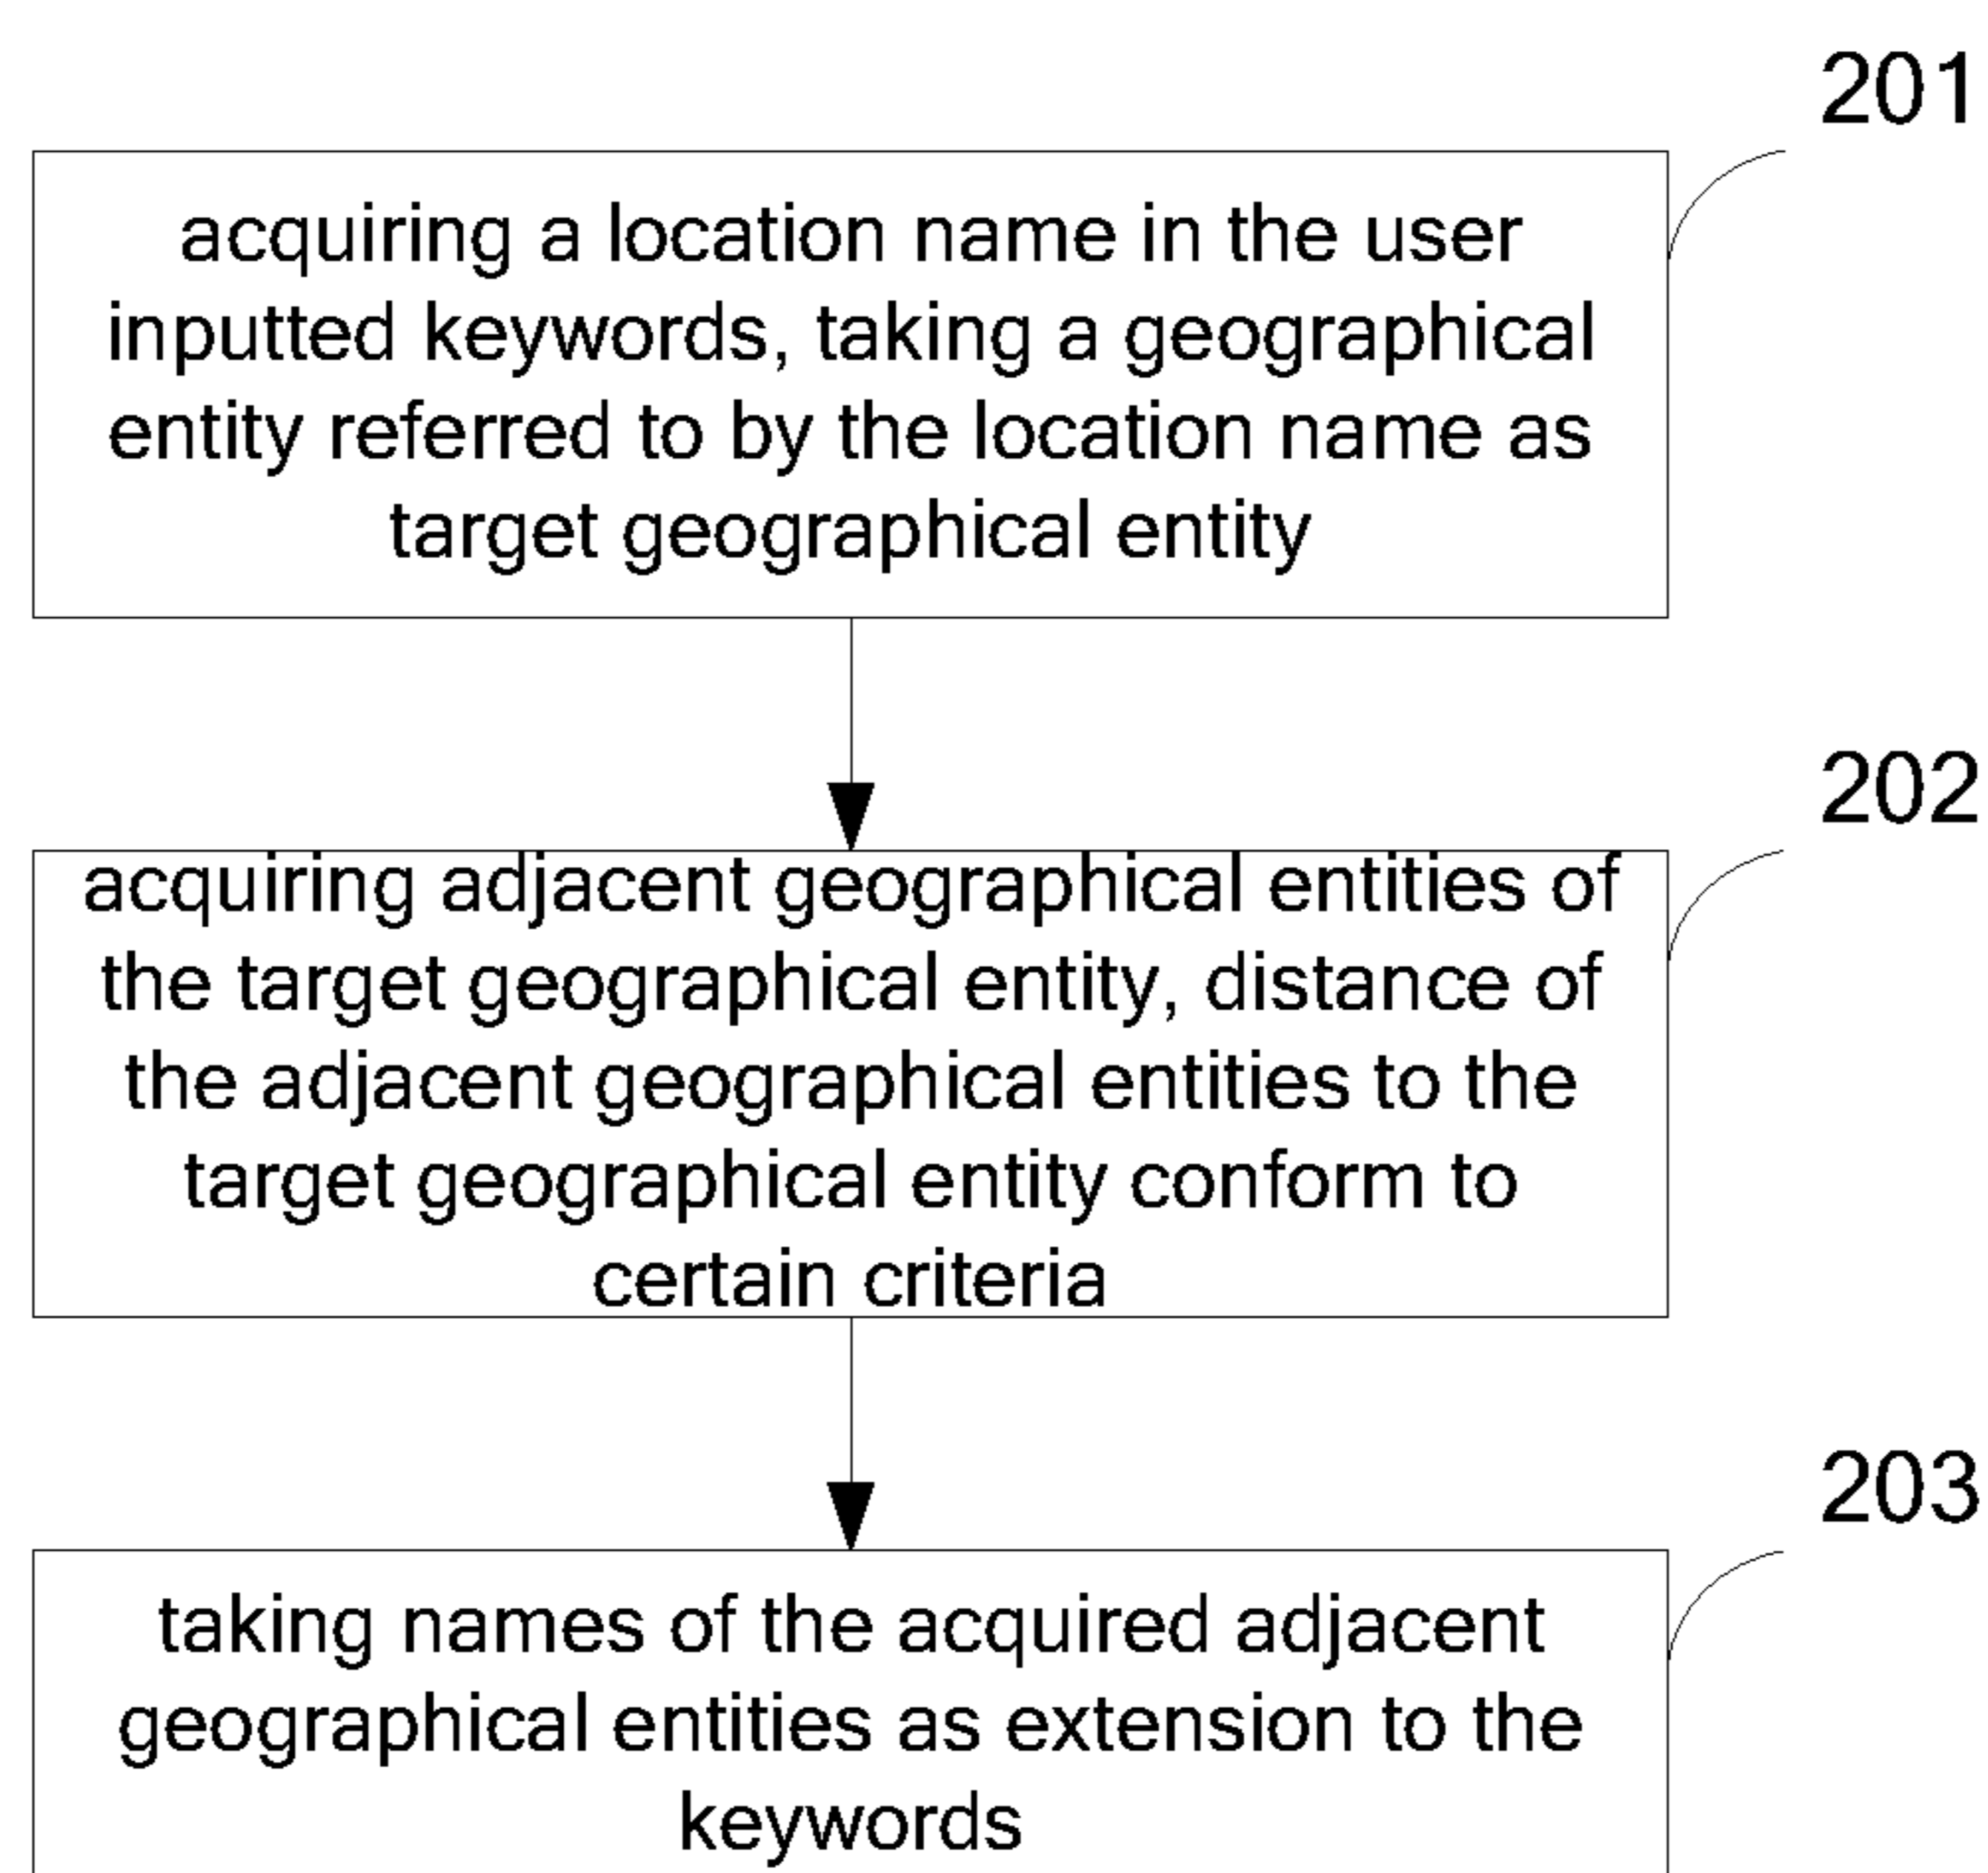 201
acquiring a location name in the user
inputted keywords, taking a geographical
entity referred to by the location name as
target geographical entity
202
acquiring adjacent geographical entities of
the target geographical entity, distance of
the adjacent geographical entities to the
target geographical entity conform to
certain criteria
203
taking names of the acquired adjacent
geographical entities as extension to the
keywords